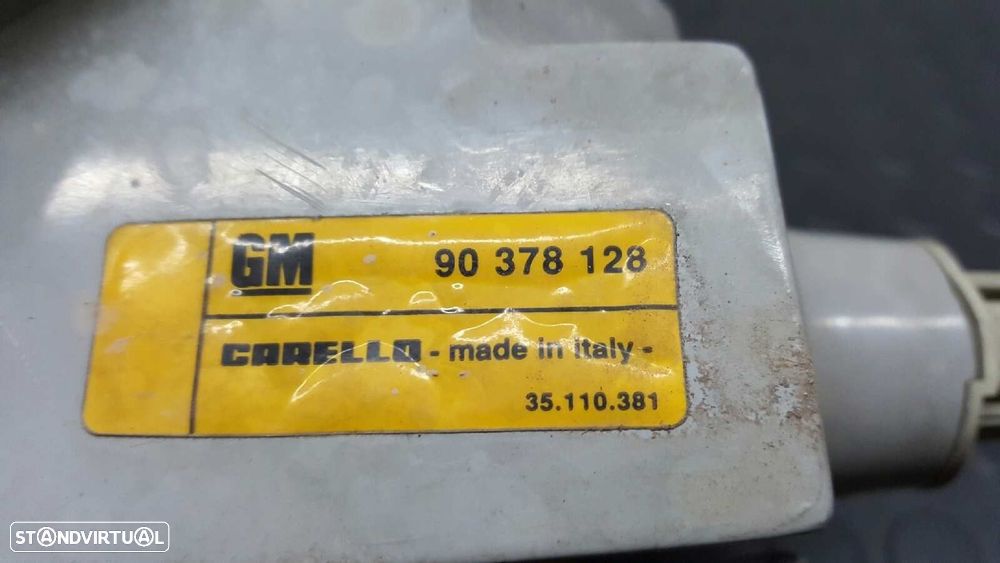 GM 90 378 128
CARELLO - made in italy -
35.110.381
STANDVIRTUAL